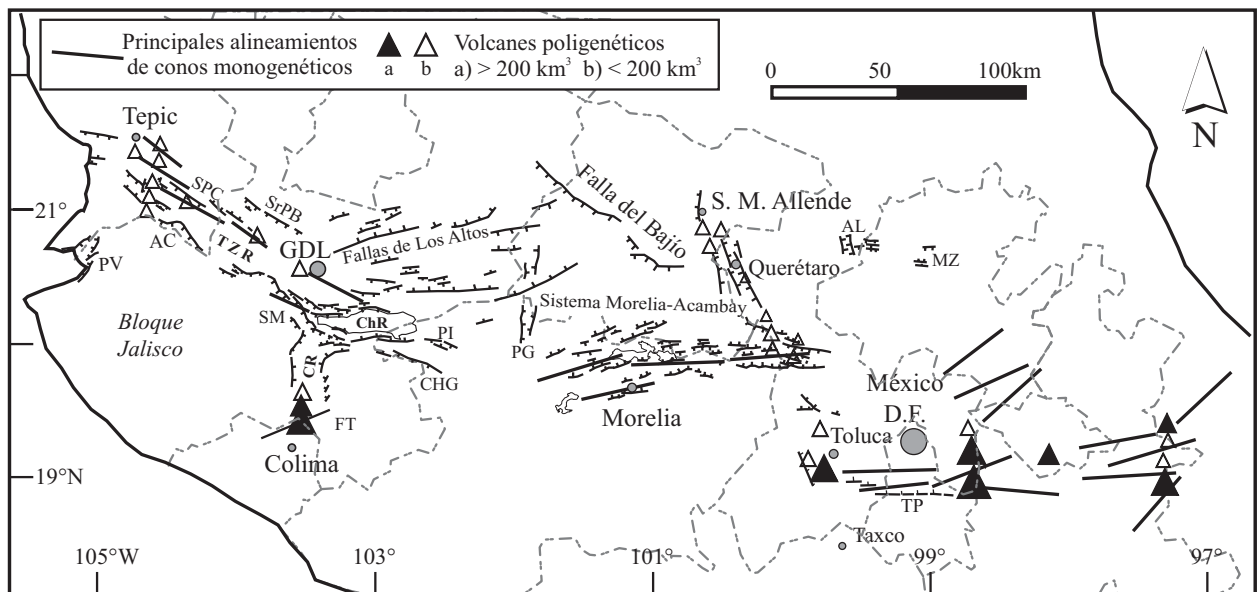 Principales alineamientos
de conos monogenéticos
a b
Volcanes poligenéticos
a) > 200 km³ b) < 200 km³
0 50 100km
N
Tepic
SPC
SrPB
21°
AC
TZR
GDL
Fallas de Los Altos
Falla del Bajío
S. M. Allende
AL
MZ
Querétaro
PV
Sistema Morelia-Acambay
Bloque
Jalisco
SM
ChR
PI
PG
CR
CHG
FT
Colima
Morelia
México
D.F.
Toluca
19°N
TP
Taxco
105°W 103° 101° 99° 97°